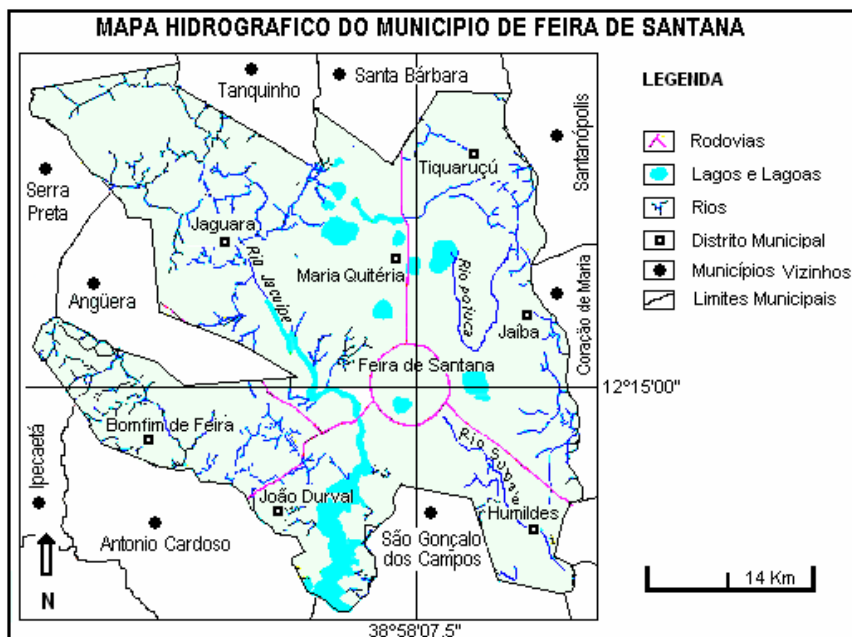 MAPA HIDROGRAFICO DO MUNICIPIO DE FEIRA DE SANTANA
Tanquinho
Santa Bárbara
Santanópolis
Tiquaruçú
Serra
Preta
Jaguara
Rio Jacuipe
Maria Quitéria
Rio Pojuca
Coração de Maria
Angüera
Jaíba
Feira de Santana
12°15'00"
Bomfim de Feira
Ipecaetá
Rio Subaé
João Durval
Humildes
Antonio Cardoso
São Gonçalo
dos Campos
N
38°58'07.5"
LEGENDA
Rodovias
Lagos e Lagoas
Rios
Distrito Municipal
Municípios Vizinhos
Limites Municipais
14 Km